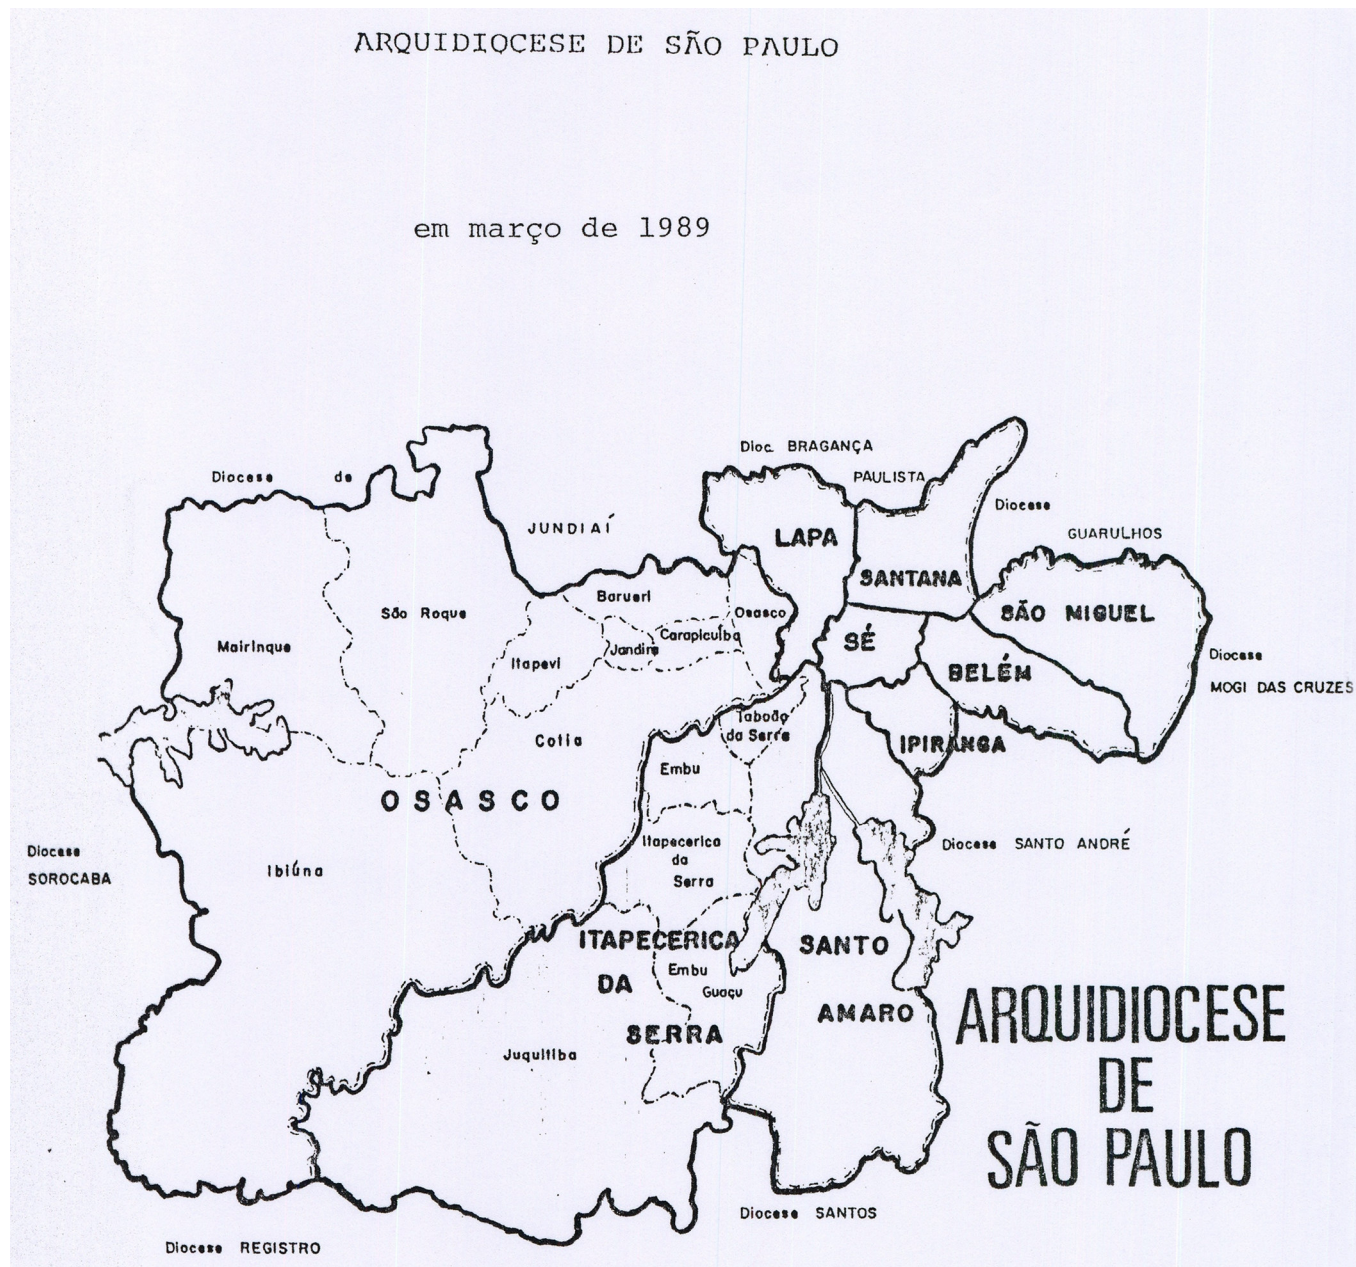 ARQUIDIOCESE DE SÃO PAULO
em março de 1989
Dioc. BRAGANÇA
PAULISTA
Diocese de
JUNDIAÍ
Diocese
GUARULHOS
LAPA
SANTANA
SÃO MIGUEL
Barueri
Osasco
São Roque
Carapicuíba
Jandira
SÉ
Mairinque
Itapevi
BELÉM
Diocese
MOGI DAS CRUZES
Taboão
da Serra
Cotia
IPIRANGA
Embu
OSASCO
Diocese SANTO ANDRÉ
Itapecerica
da
Serra
Diocese
SOROCABA
Ibiúna
ITAPECERICA
DA
SERRA
SANTO
AMARO
Embu
Guaçu
Juquitiba
ARQUIDIOCESE
DE
SÃO PAULO
Diocese SANTOS
Diocese REGISTRO